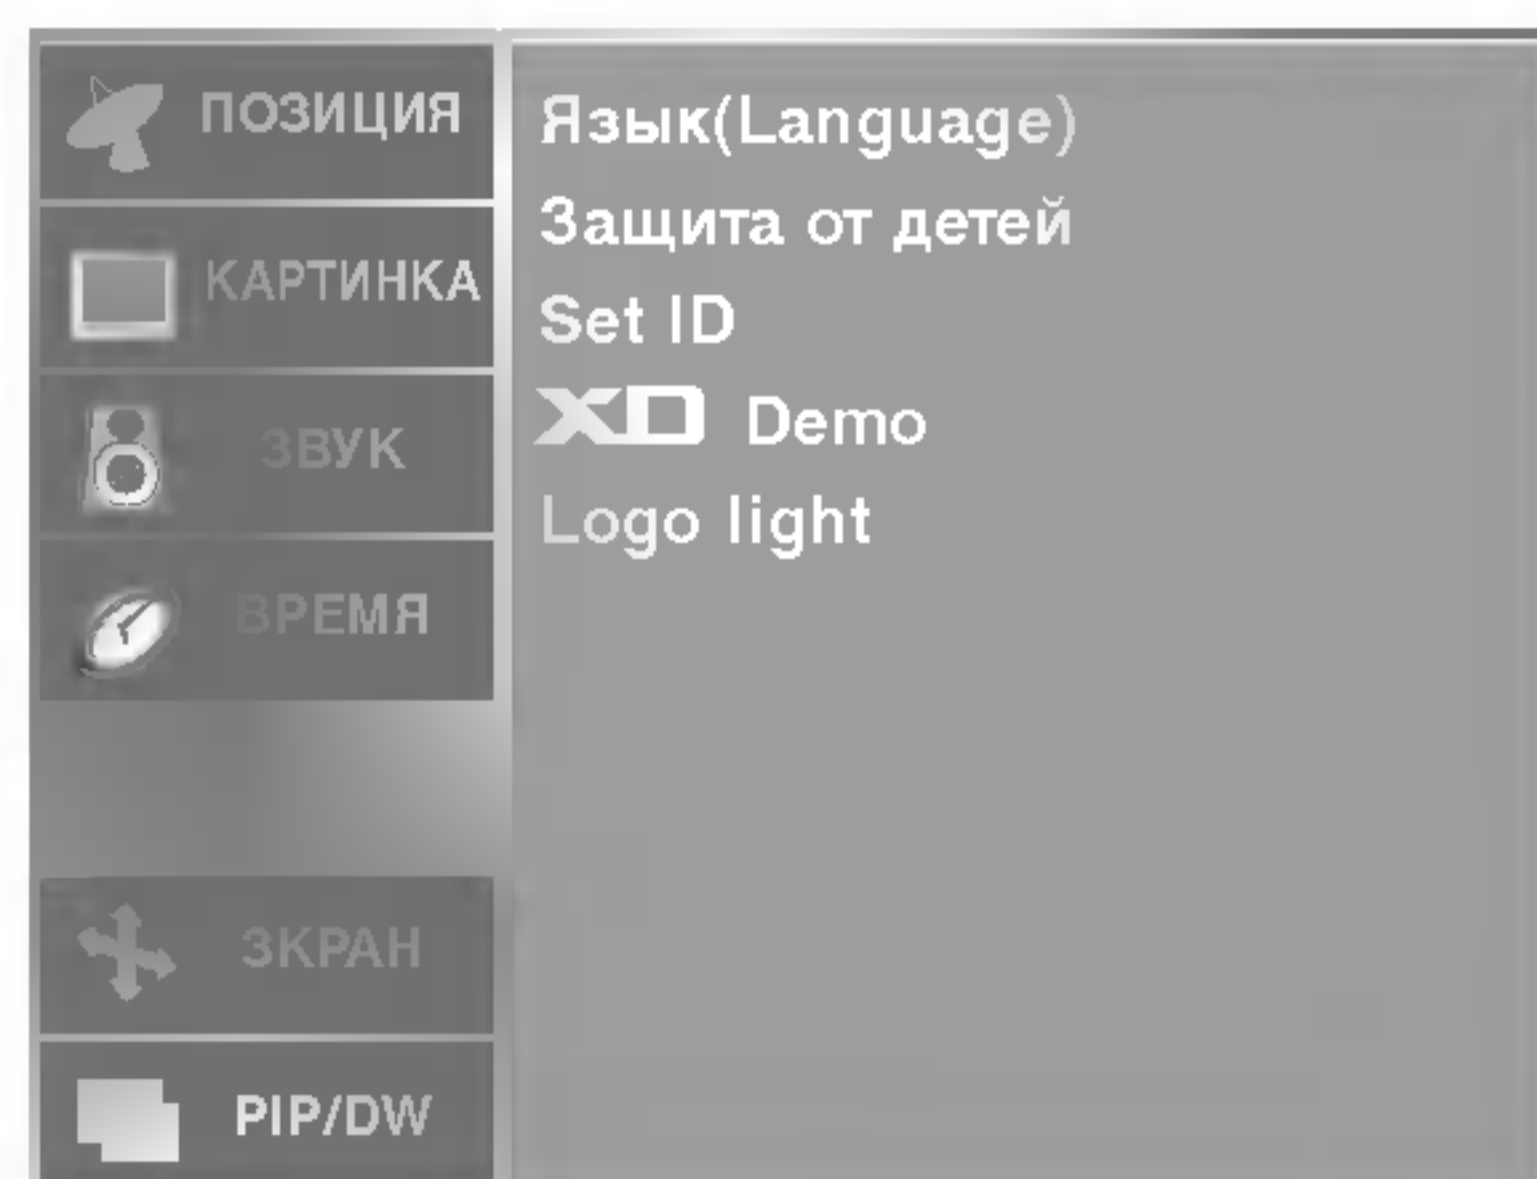 ПОЗИЦИЯ
КАРТИНКА
ЗВУК
ВРЕМЯ
ЗКРАН
PIP/DW
Язык(Language)
Защита от детей
Set ID
XD Demo
Logo light